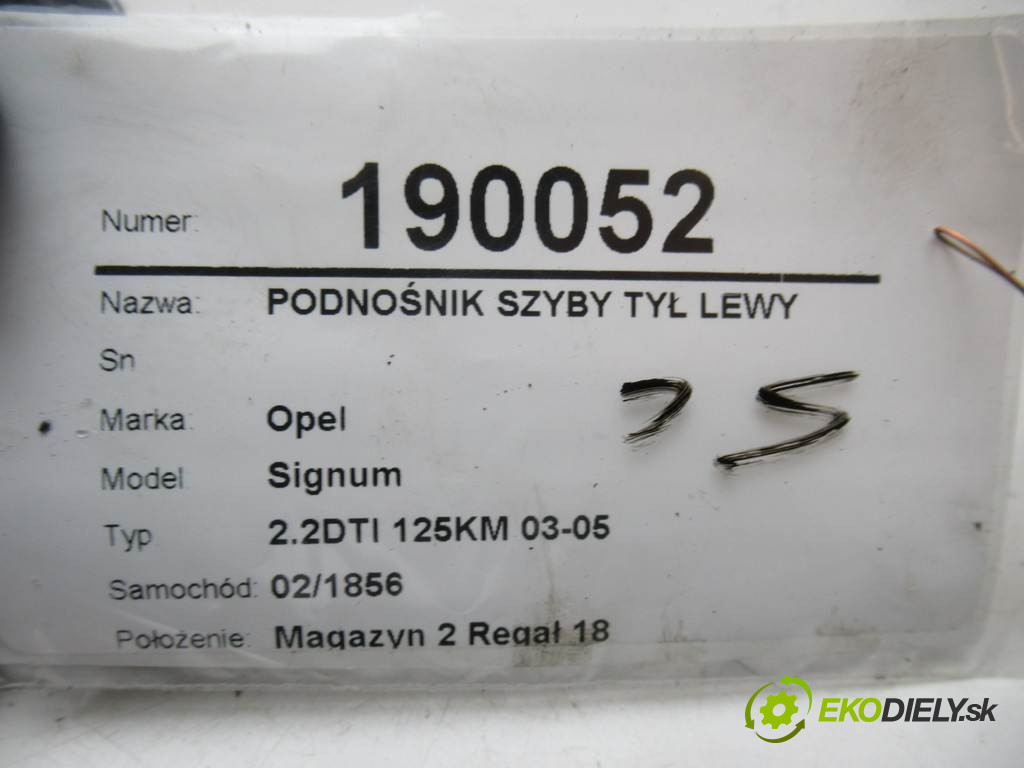 Numer: 190052
Nazwa: PODNOŚNIK SZYBY TYŁ LEWY
Sn
Marka: Opel
Model Signum
Typ 2.2DTI 125KM 03-05
Samochód: 02/1856
Położenie: Magazyn 2 Regał 18
EKODIELY.sk